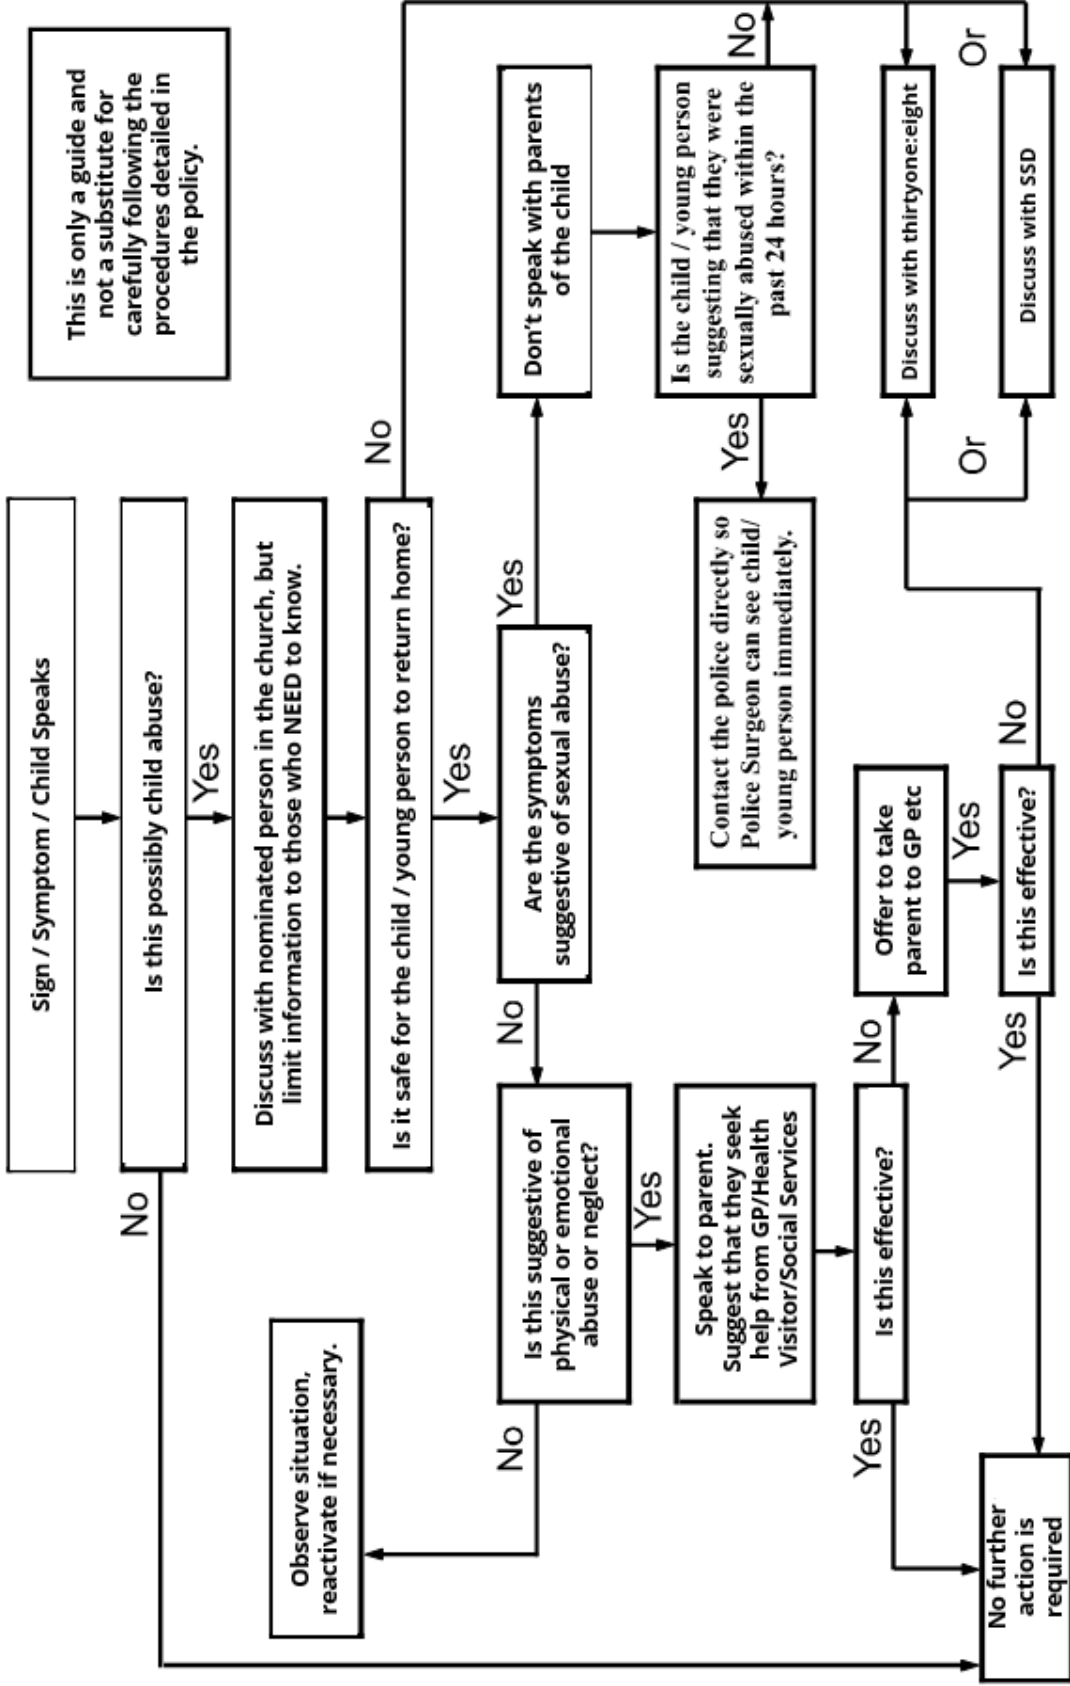 This is only a guide and
not a substitute for
carefully following the
procedures detailed in
the policy.
Sign / Symptom / Child Speaks
Is this possibly child abuse?
No
Yes
Discuss with nominated person in the church, but
limit information to those who NEED to know.
Is it safe for the child / young person to return home?
No
Yes
Observe situation,
reactivate if necessary.
Are the symptoms
suggestive of sexual abuse?
No
Yes
Don't speak with parents
of the child
Is this suggestive of
physical or emotional
abuse or neglect?
No
Yes
Is the child / young person
suggesting that they were
sexually abused within the
past 24 hours?
Yes
No
Speak to parent.
Suggest that they seek
help from GP/Health
Visitor/Social Services
Contact the police directly so
Police Surgeon can see child/
young person immediately.
Is this effective?
Yes
No
Offer to take
parent to GP etc
Yes
Discuss with thirtyone:eight
Or
Or
No further
action is
required
Yes
Is this effective?
No
Discuss with SSD